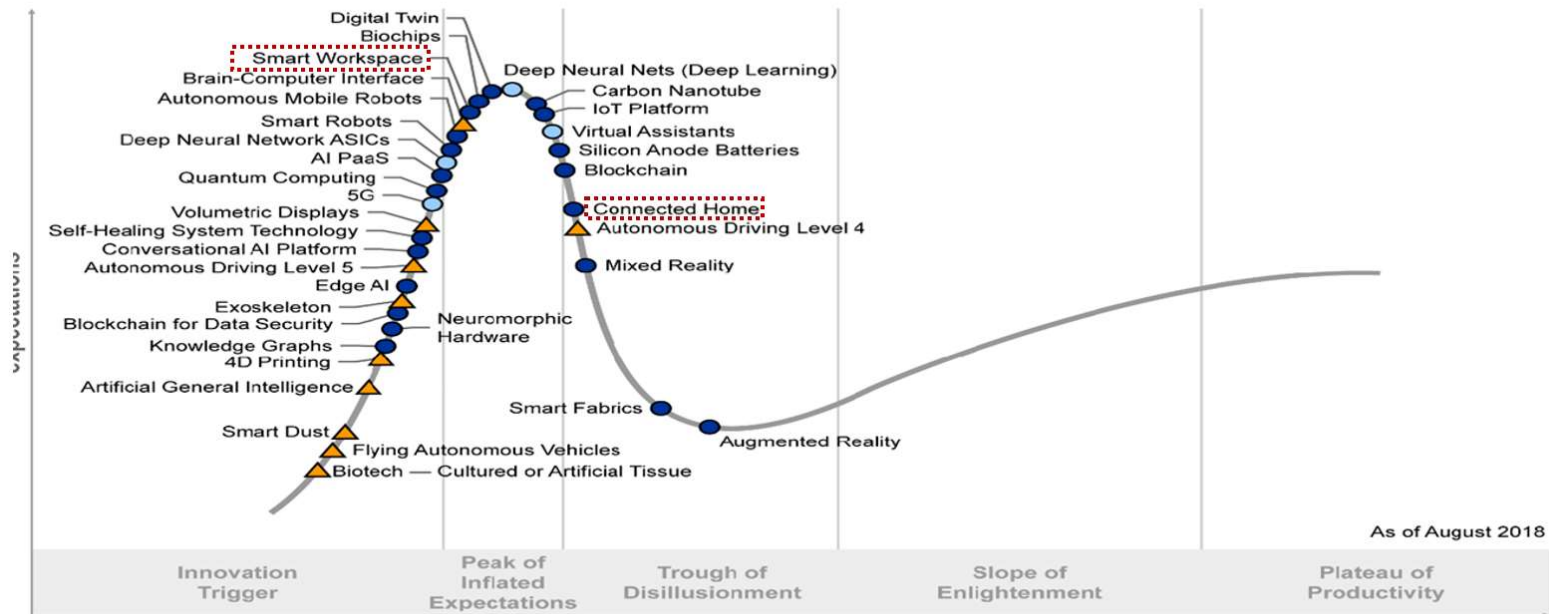 Digital Twin
Biochips
Smart Workspace
Brain-Computer Interface
Autonomous Mobile Robots
Smart Robots
Deep Neural Network ASICs
AI PaaS
Quantum Computing
5G
Volumetric Displays
Self-Healing System Technology
Conversational AI Platform
Autonomous Driving Level 5
Edge AI
Exoskeleton
Blockchain for Data Security
Neuromorphic
Hardware
Knowledge Graphs
4D Printing
Artificial General Intelligence
Smart Dust
Flying Autonomous Vehicles
Biotech — Cultured or Artificial Tissue
Deep Neural Nets (Deep Learning)
Carbon Nanotube
IoT Platform
Virtual Assistants
Silicon Anode Batteries
Blockchain
Connected Home
Autonomous Driving Level 4
Mixed Reality
Smart Fabrics
Augmented Reality
expectations
As of August 2018
Innovation
Trigger
Peak of
Inflated
Expectations
Trough of
Disillusionment
Slope of
Enlightenment
Plateau of
Productivity